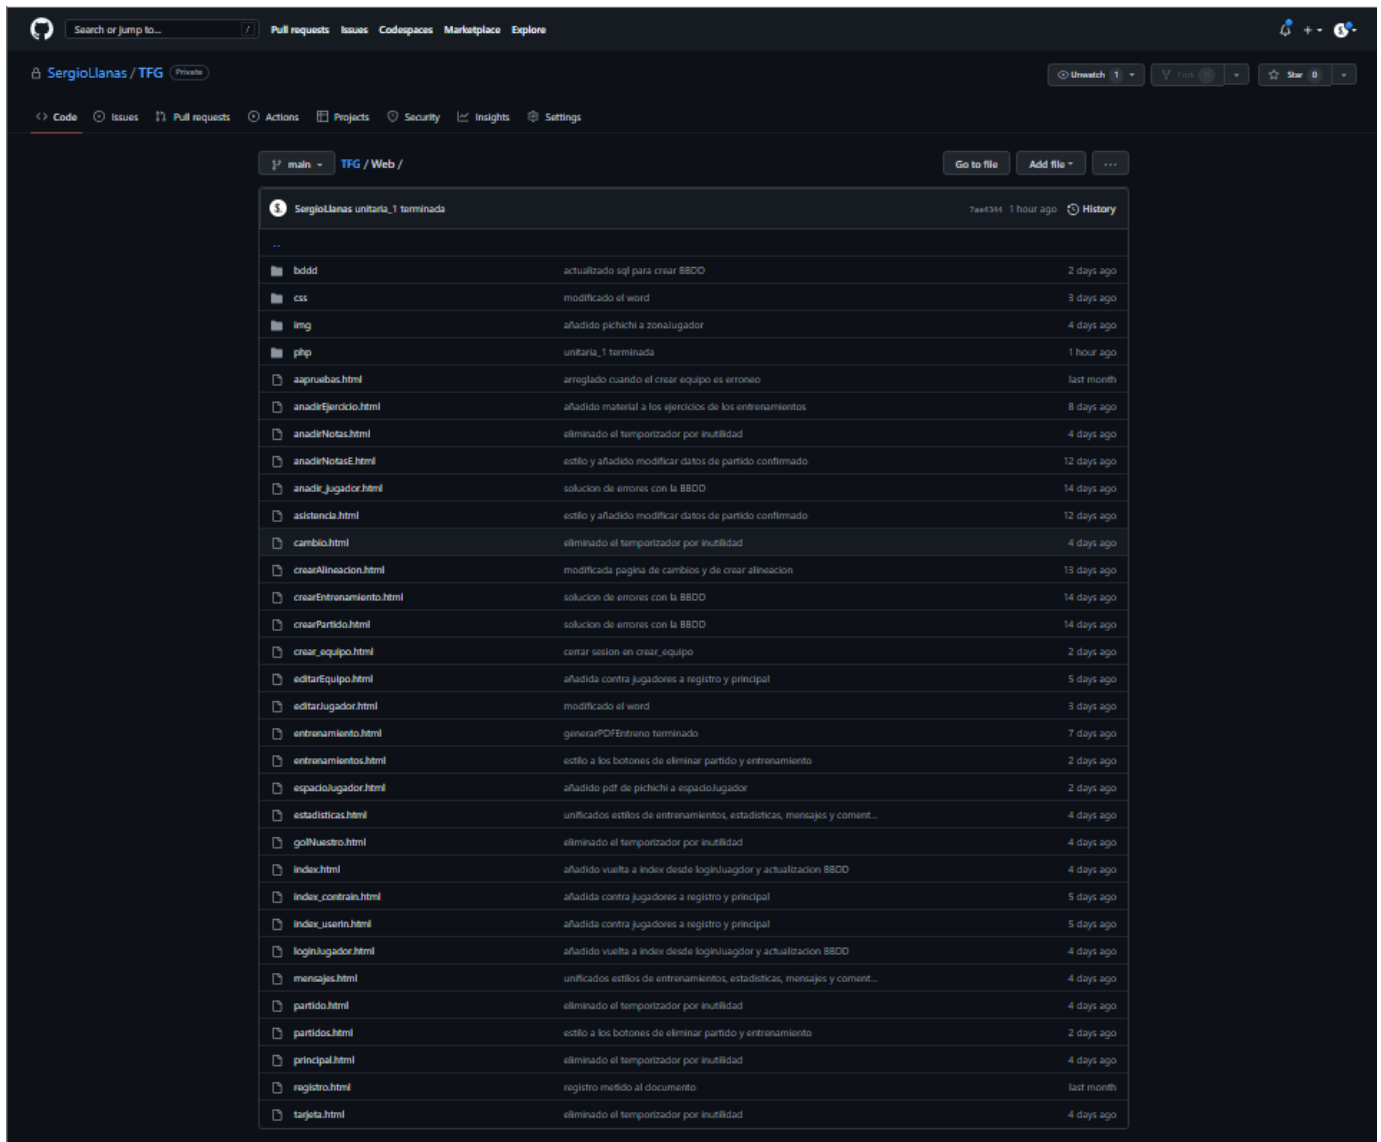 Search or jump to... /
Pull requests Issues Codespaces Marketplace Explore
SergioLlanas / TFG Private
Unwatch 1 Fork 0 Star 0
Code Issues Pull requests Actions Projects Security Insights Settings
main TFG / Web / Go to file Add file ...
SergioLlanas unitaria_1 terminada 7ae4344 1 hour ago History
..
bddd actualizado sql para crear BBDD 2 days ago
css modificado el word 3 days ago
img añadido pichichi a zonaJugador 4 days ago
php unitaria_1 terminada 1 hour ago
aapruebas.html arreglado cuando el crear equipo es erroneo last month
anadirEjercicio.html añadido material a los ejercicios de los entrenamientos 8 days ago
anadirNotas.html eliminado el temporizador por inutilidad 4 days ago
anadirNotasE.html estilo y añadido modificar datos de partido confirmado 12 days ago
anadir_jugador.html solucion de errores con la BBDD 14 days ago
asistencia.html estilo y añadido modificar datos de partido confirmado 12 days ago
cambio.html eliminado el temporizador por inutilidad 4 days ago
crearAlineacion.html modificada pagina de cambios y de crear alineacion 13 days ago
crearEntrenamiento.html solucion de errores con la BBDD 14 days ago
crearPartido.html solucion de errores con la BBDD 14 days ago
crear_equipo.html cerrar sesion en crear_equipo 2 days ago
editarEquipo.html añadida contra jugadores a registro y principal 5 days ago
editarJugador.html modificado el word 3 days ago
entrenamiento.html generarPDFEntreno terminado 7 days ago
entrenamientos.html estilo a los botones de eliminar partido y entrenamiento 2 days ago
espacioJugador.html añadido pdf de pichichi a espacioJugador 2 days ago
estadisticas.html unificados estilos de entrenamientos, estadisticas, mensajes y coment... 4 days ago
golNuestro.html eliminado el temporizador por inutilidad 4 days ago
index.html añadido vuelta a index desde loginJuagdor y actualizacion BBDD 4 days ago
index_contrain.html añadida contra jugadores a registro y principal 5 days ago
index_userin.html añadida contra jugadores a registro y principal 5 days ago
loginJugador.html añadido vuelta a index desde loginJuagdor y actualizacion BBDD 4 days ago
mensajes.html unificados estilos de entrenamientos, estadisticas, mensajes y coment... 4 days ago
partido.html eliminado el temporizador por inutilidad 4 days ago
partidos.html estilo a los botones de eliminar partido y entrenamiento 2 days ago
principal.html eliminado el temporizador por inutilidad 4 days ago
registro.html registro metido al documento last month
tarjeta.html eliminado el temporizador por inutilidad 4 days ago